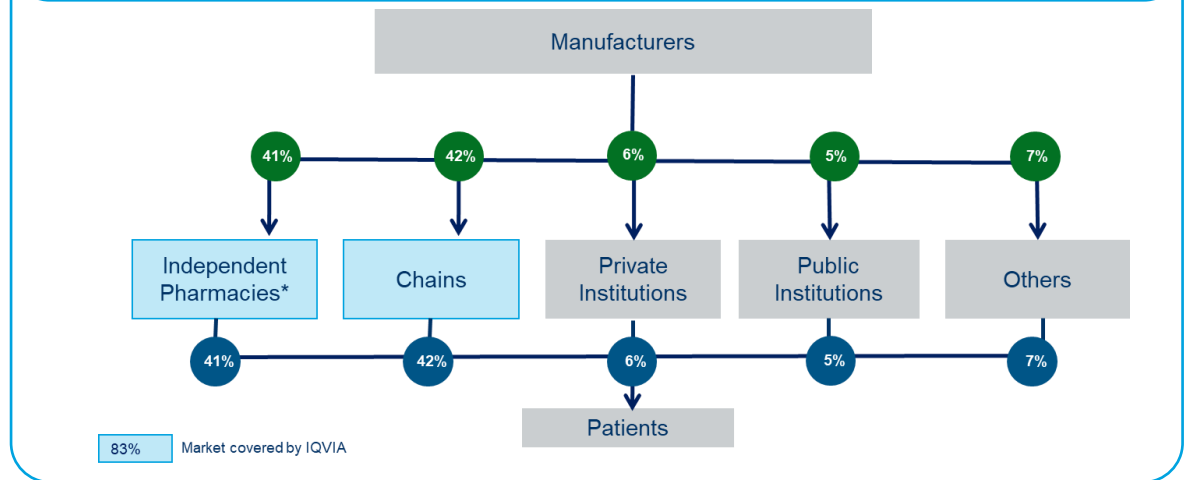 Manufacturers
41%
42%
6%
5%
7%
Independent
Pharmacies*
Chains
Private
Institutions
Public
Institutions
Others
41%
42%
6%
5%
7%
Patients
83%
Market covered by IQVIA